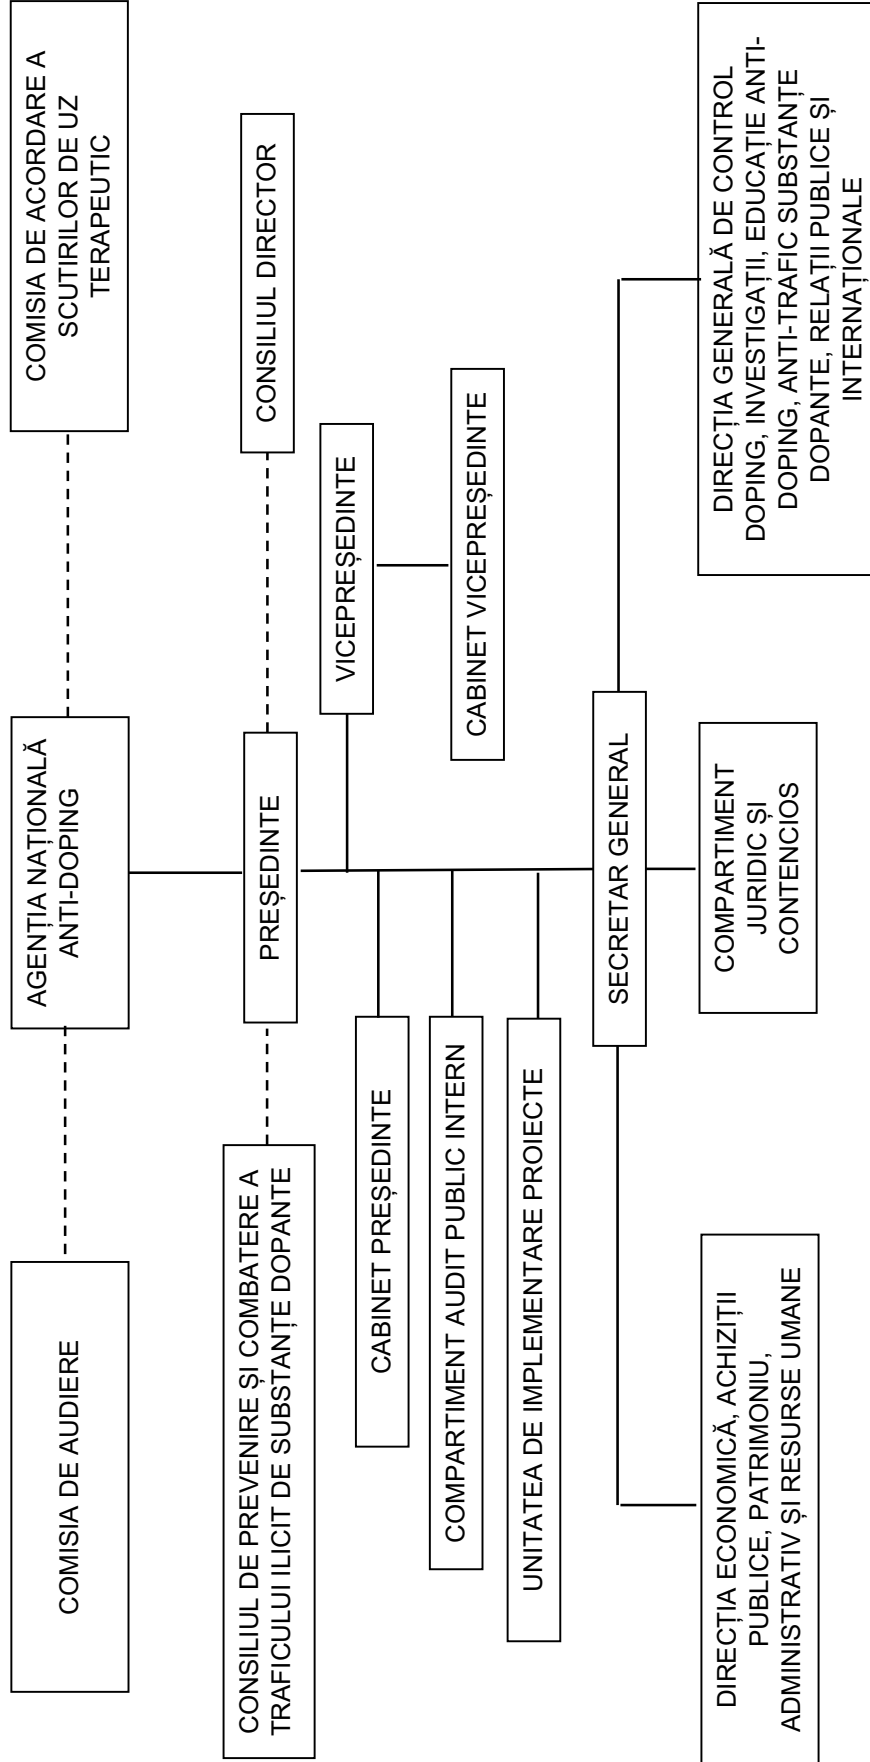 COMISIA DE AUDIERE
AGENȚIA NAȚIONALĂ
ANTI-DOPING
COMISIA DE ACORDARE A
SCUTIRILOR DE UZ
TERAPEUTIC
CONSILIUL DE PREVENIRE ȘI COMBATERE A
TRAFICULUI ILICIT DE SUBSTANȚE DOPANTE
PREȘEDINTE
CONSILIUL DIRECTOR
VICEPREȘEDINTE
CABINET PREȘEDINTE
CABINET VICEPREȘEDINTE
COMPARTIMENT AUDIT PUBLIC INTERN
UNITATEA DE IMPLEMENTARE PROIECTE
SECRETAR GENERAL
DIRECȚIA ECONOMICĂ, ACHIZIȚII
PUBLICE, PATRIMONIU,
ADMINISTRATIV ȘI RESURSE UMANE
COMPARTIMENT
JURIDIC ȘI
CONTENCIOS
DIRECȚIA GENERALĂ DE CONTROL
DOPING, INVESTIGAȚII, EDUCAȚIE ANTI-
DOPING, ANTI-TRAFIC SUBSTANȚE
DOPANTE, RELAȚII PUBLICE ȘI
INTERNAȚIONALE